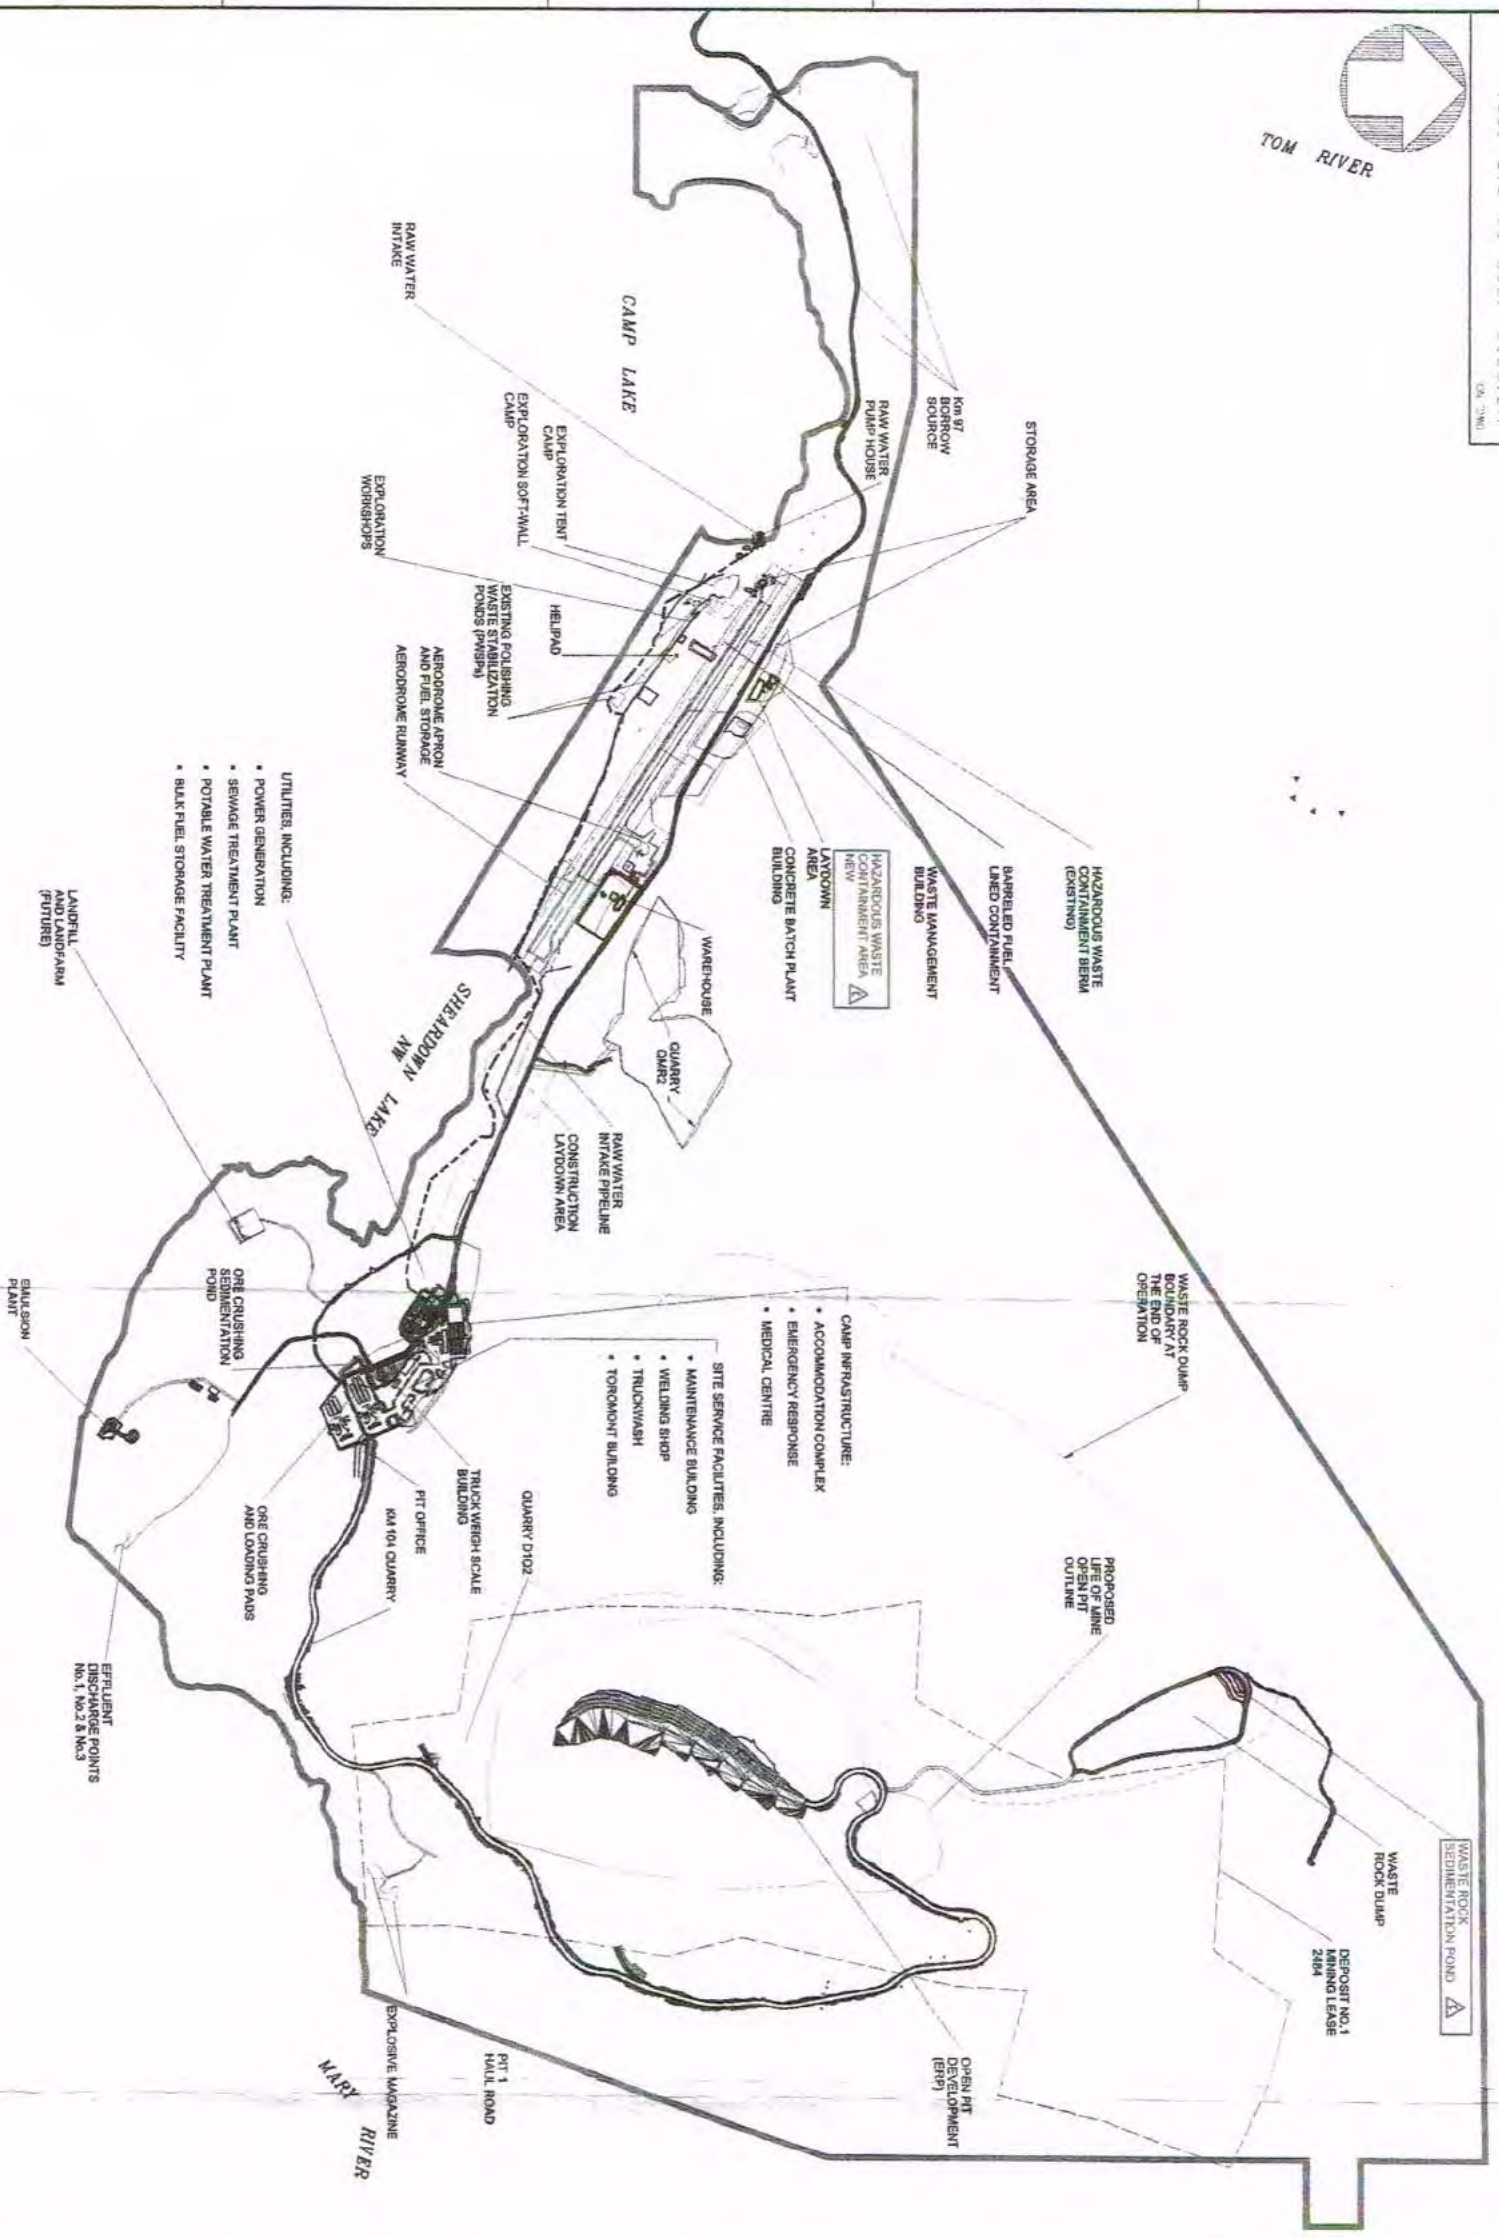 TOM RIVER
Km 97
BORROW
SOURCE
RAW WATER
PUMP HOUSE
STORAGE AREA
RAW WATER
INTAKE
CAMP LAKE
EXPLORATION TENT
CAMP
EXPLORATION SOFT-WALL
CAMP
EXPLORATION
WORKSHOPS
EXISTING POLISHING
WASTE STABILIZATION
PONDS (PWSPs)
HELIPAD
AERODROME APRON
AND FUEL STORAGE
AERODROME RUNWAY
HAZARDOUS WASTE
CONTAINMENT BERM
(EXISTING)
BARRELED FUEL
LINED CONTAINMENT
WASTE MANAGEMENT
BUILDING
HAZARDOUS WASTE
CONTAINMENT AREA
NEW
LAYDOWN
AREA
CONCRETE BATCH PLANT
BUILDING
WAREHOUSE
QUARRY
QMR2
RAW WATER
INTAKE PIPELINE
CONSTRUCTION
LAYDOWN AREA
SHEARDOWN LAKE
NW
UTILITIES, INCLUDING:
• POWER GENERATION
• SEWAGE TREATMENT PLANT
• POTABLE WATER TREATMENT PLANT
• BULK FUEL STORAGE FACILITY
LANDFILL
AND LANDFARM
(FUTURE)
WASTE ROCK DUMP
BOUNDARY AT
THE END OF
OPERATION
CAMP INFRASTRUCTURE:
• ACCOMMODATION COMPLEX
• EMERGENCY RESPONSE
• MEDICAL CENTRE
SITE SERVICE FACILITIES, INCLUDING:
• MAINTENANCE BUILDING
• WELDING SHOP
• TRUCKWASH
• TOROMONT BUILDING
ORE CRUSHING
SEDIMENTATION
POND
EMULSION
PLANT
TRUCK WEIGH SCALE
BUILDING
PIT OFFICE
KM 104 QUARRY
ORE CRUSHING
AND LOADING PADS
QUARRY D1Q2
EFFLUENT
DISCHARGE POINTS
No.1, No.2 & No.3
PROPOSED
LIFE OF MINE
OPEN PIT
OUTLINE
WASTE ROCK
SEDIMENTATION POND
WASTE
ROCK DUMP
DEPOSIT NO.1
MINING LEASE
2484
OPEN PIT
DEVELOPMENT
(ERP)
PIT 1
HAUL ROAD
EXPLOSIVE MAGAZINE
MARY RIVER